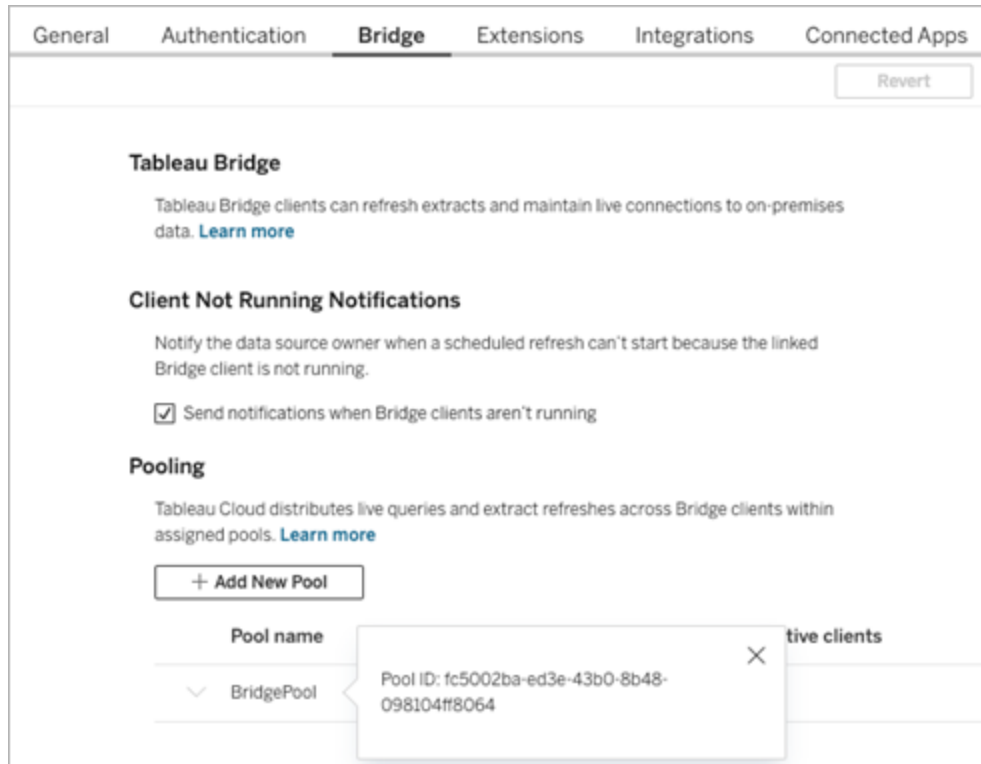 General Authentication Bridge Extensions Integrations Connected Apps
Revert
Tableau Bridge
Tableau Bridge clients can refresh extracts and maintain live connections to on-premises
data. Learn more
Client Not Running Notifications
Notify the data source owner when a scheduled refresh can't start because the linked
Bridge client is not running.
Send notifications when Bridge clients aren't running
Pooling
Tableau Cloud distributes live queries and extract refreshes across Bridge clients within
assigned pools. Learn more
+ Add New Pool
Pool name tive clients
BridgePool
Pool ID: fc5002ba-ed3e-43b0-8b48-
098104ff8064